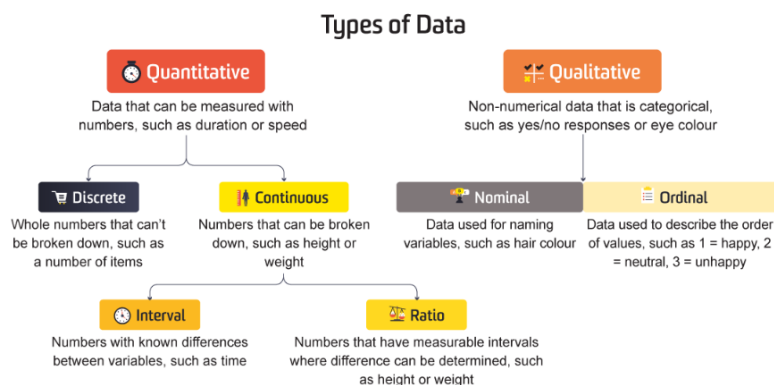 Types of Data
Quantitative
Data that can be measured with
numbers, such as duration or speed
Qualitative
Non-numerical data that is categorical,
such as yes/no responses or eye colour
Discrete
Whole numbers that can't
be broken down, such as
a number of items
Continuous
Numbers that can be broken
down, such as height or
weight
Nominal
Data used for naming
variables, such as hair colour
Ordinal
Data used to describe the order
of values, such as 1 = happy, 2
= neutral, 3 = unhappy
Interval
Numbers with known differences
between variables, such as time
Ratio
Numbers that have measurable intervals
where difference can be determined, such
as height or weight